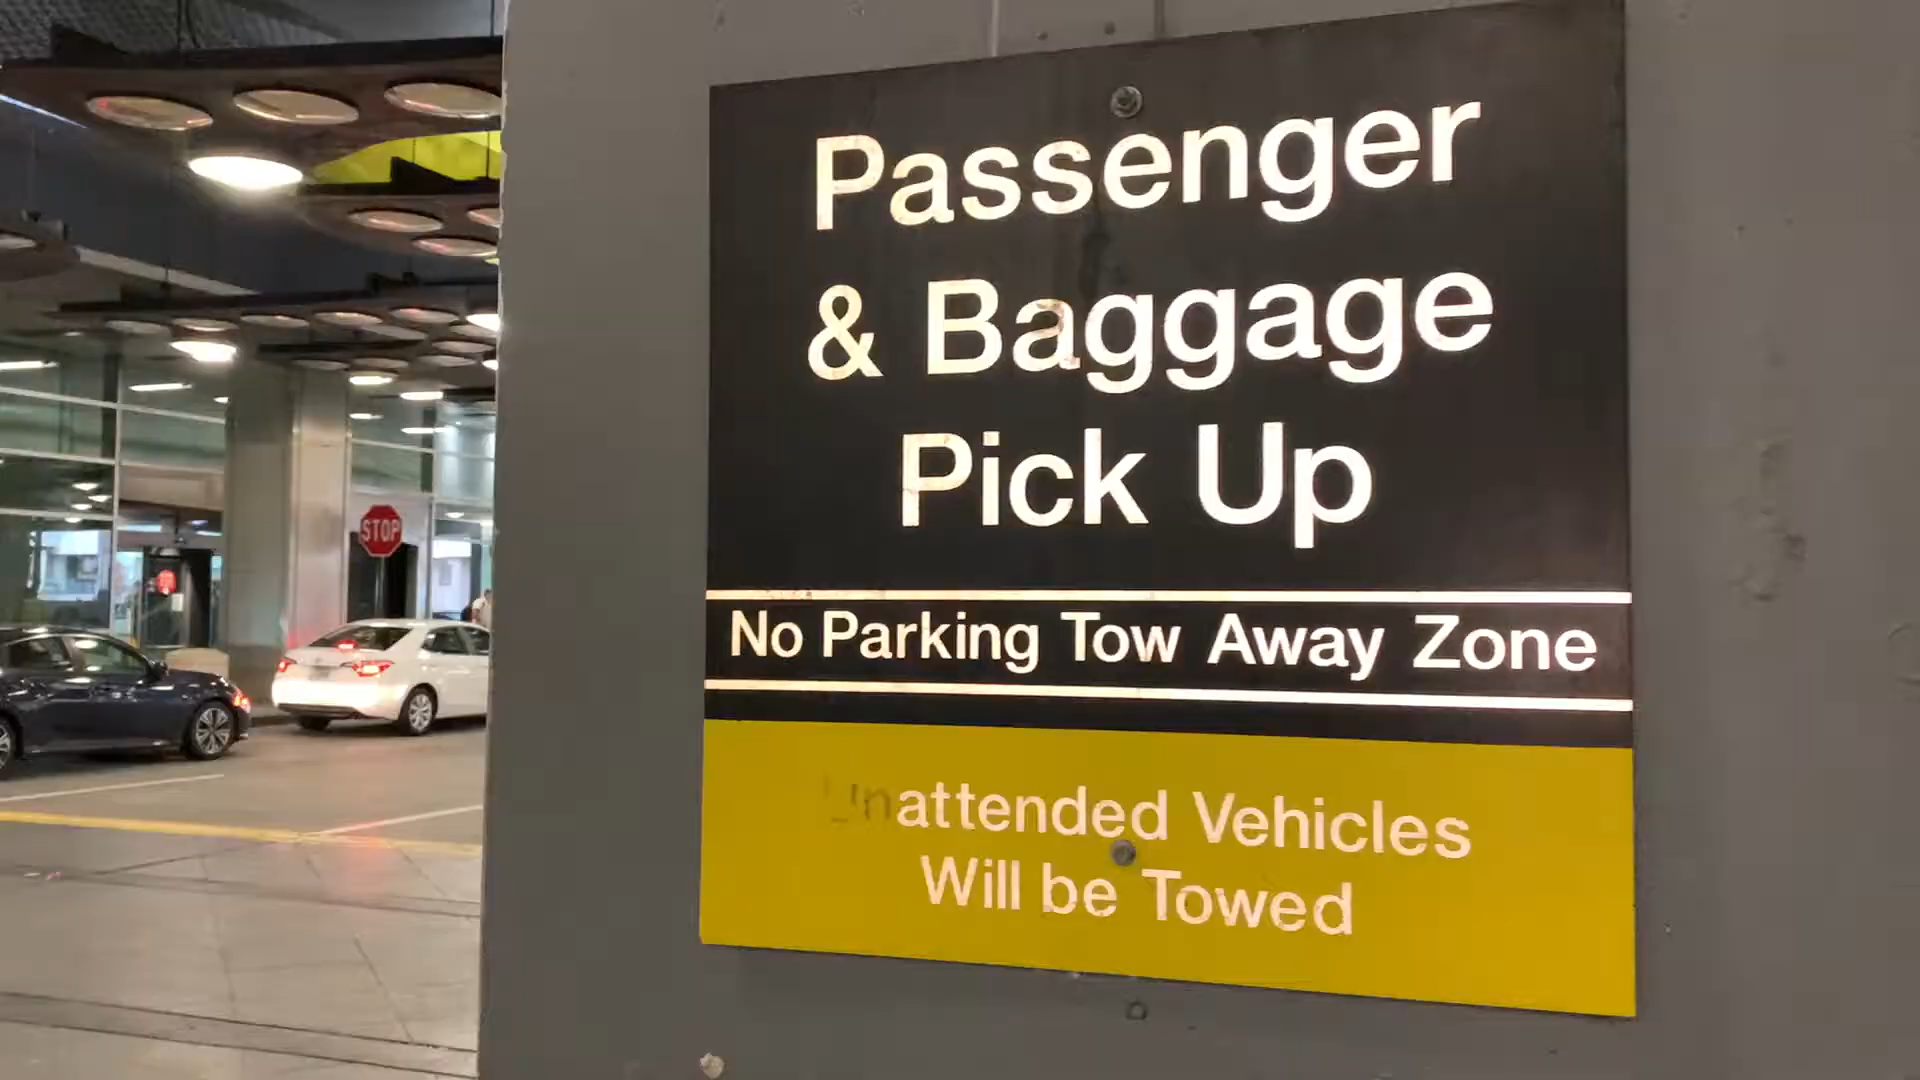 Passenger
& Baggage
Pick Up
No Parking Tow Away Zone
Unattended Vehicles
Will be Towed
STOP